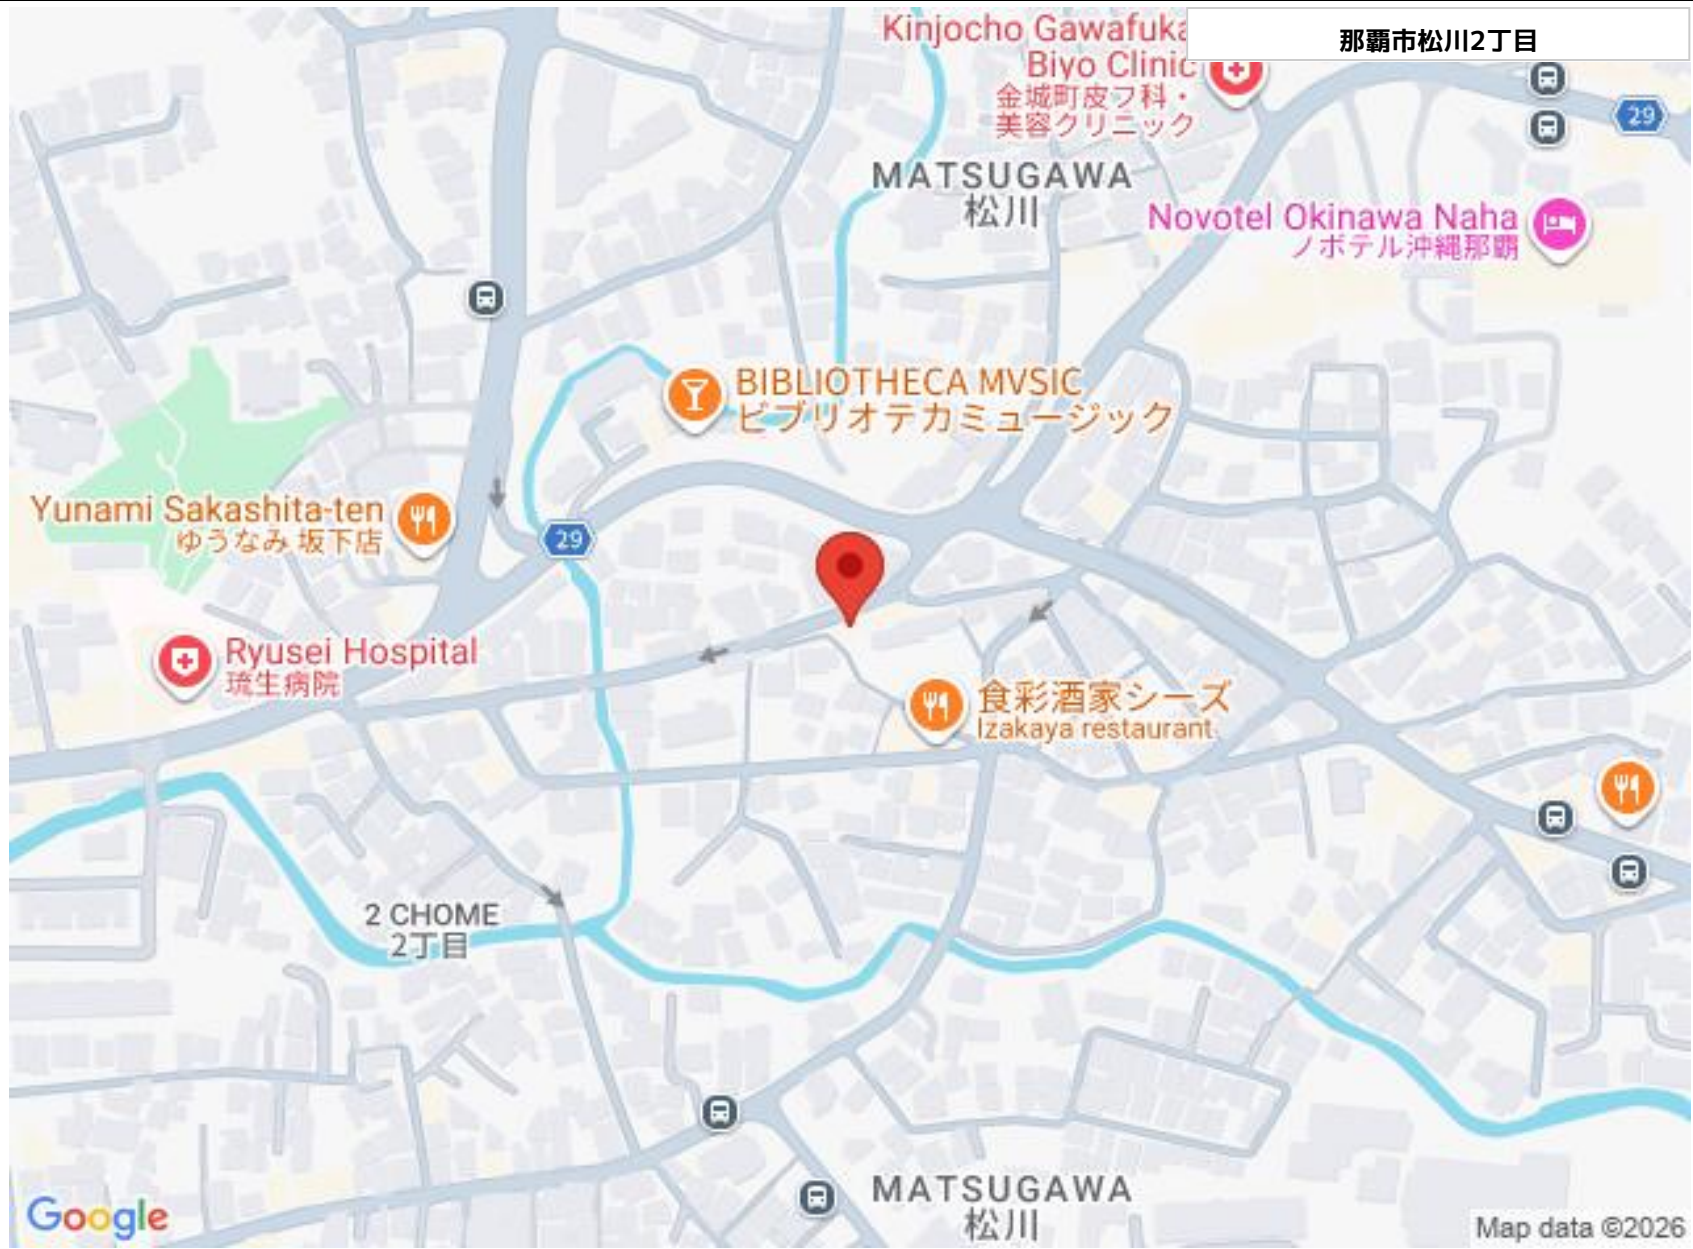 Kinjocho Gawafuka
Biyo Clinic
金城町皮フ科・
美容クリニック
那覇市松川2丁目
29
MATSUGAWA
松川
Novotel Okinawa Naha
ノボテル沖縄那覇
BIBLIOTHECA MVSIC
ビブリオテカミュージック
Yunami Sakashita-ten
ゆうなみ 坂下店
29
Ryusei Hospital
琉生病院
食彩酒家シーズ
Izakaya restaurant
2 CHOME
2丁目
MATSUGAWA
松川
Google
Map data ©2026